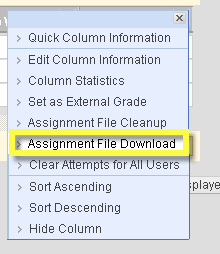 Quick Column Information
Edit Column Information
Column Statistics
Set as External Grade
Assignment File Cleanup
Assignment File Download
Clear Attempts for All Users
Sort Ascending
splaye
Sort Descending
Hide Column